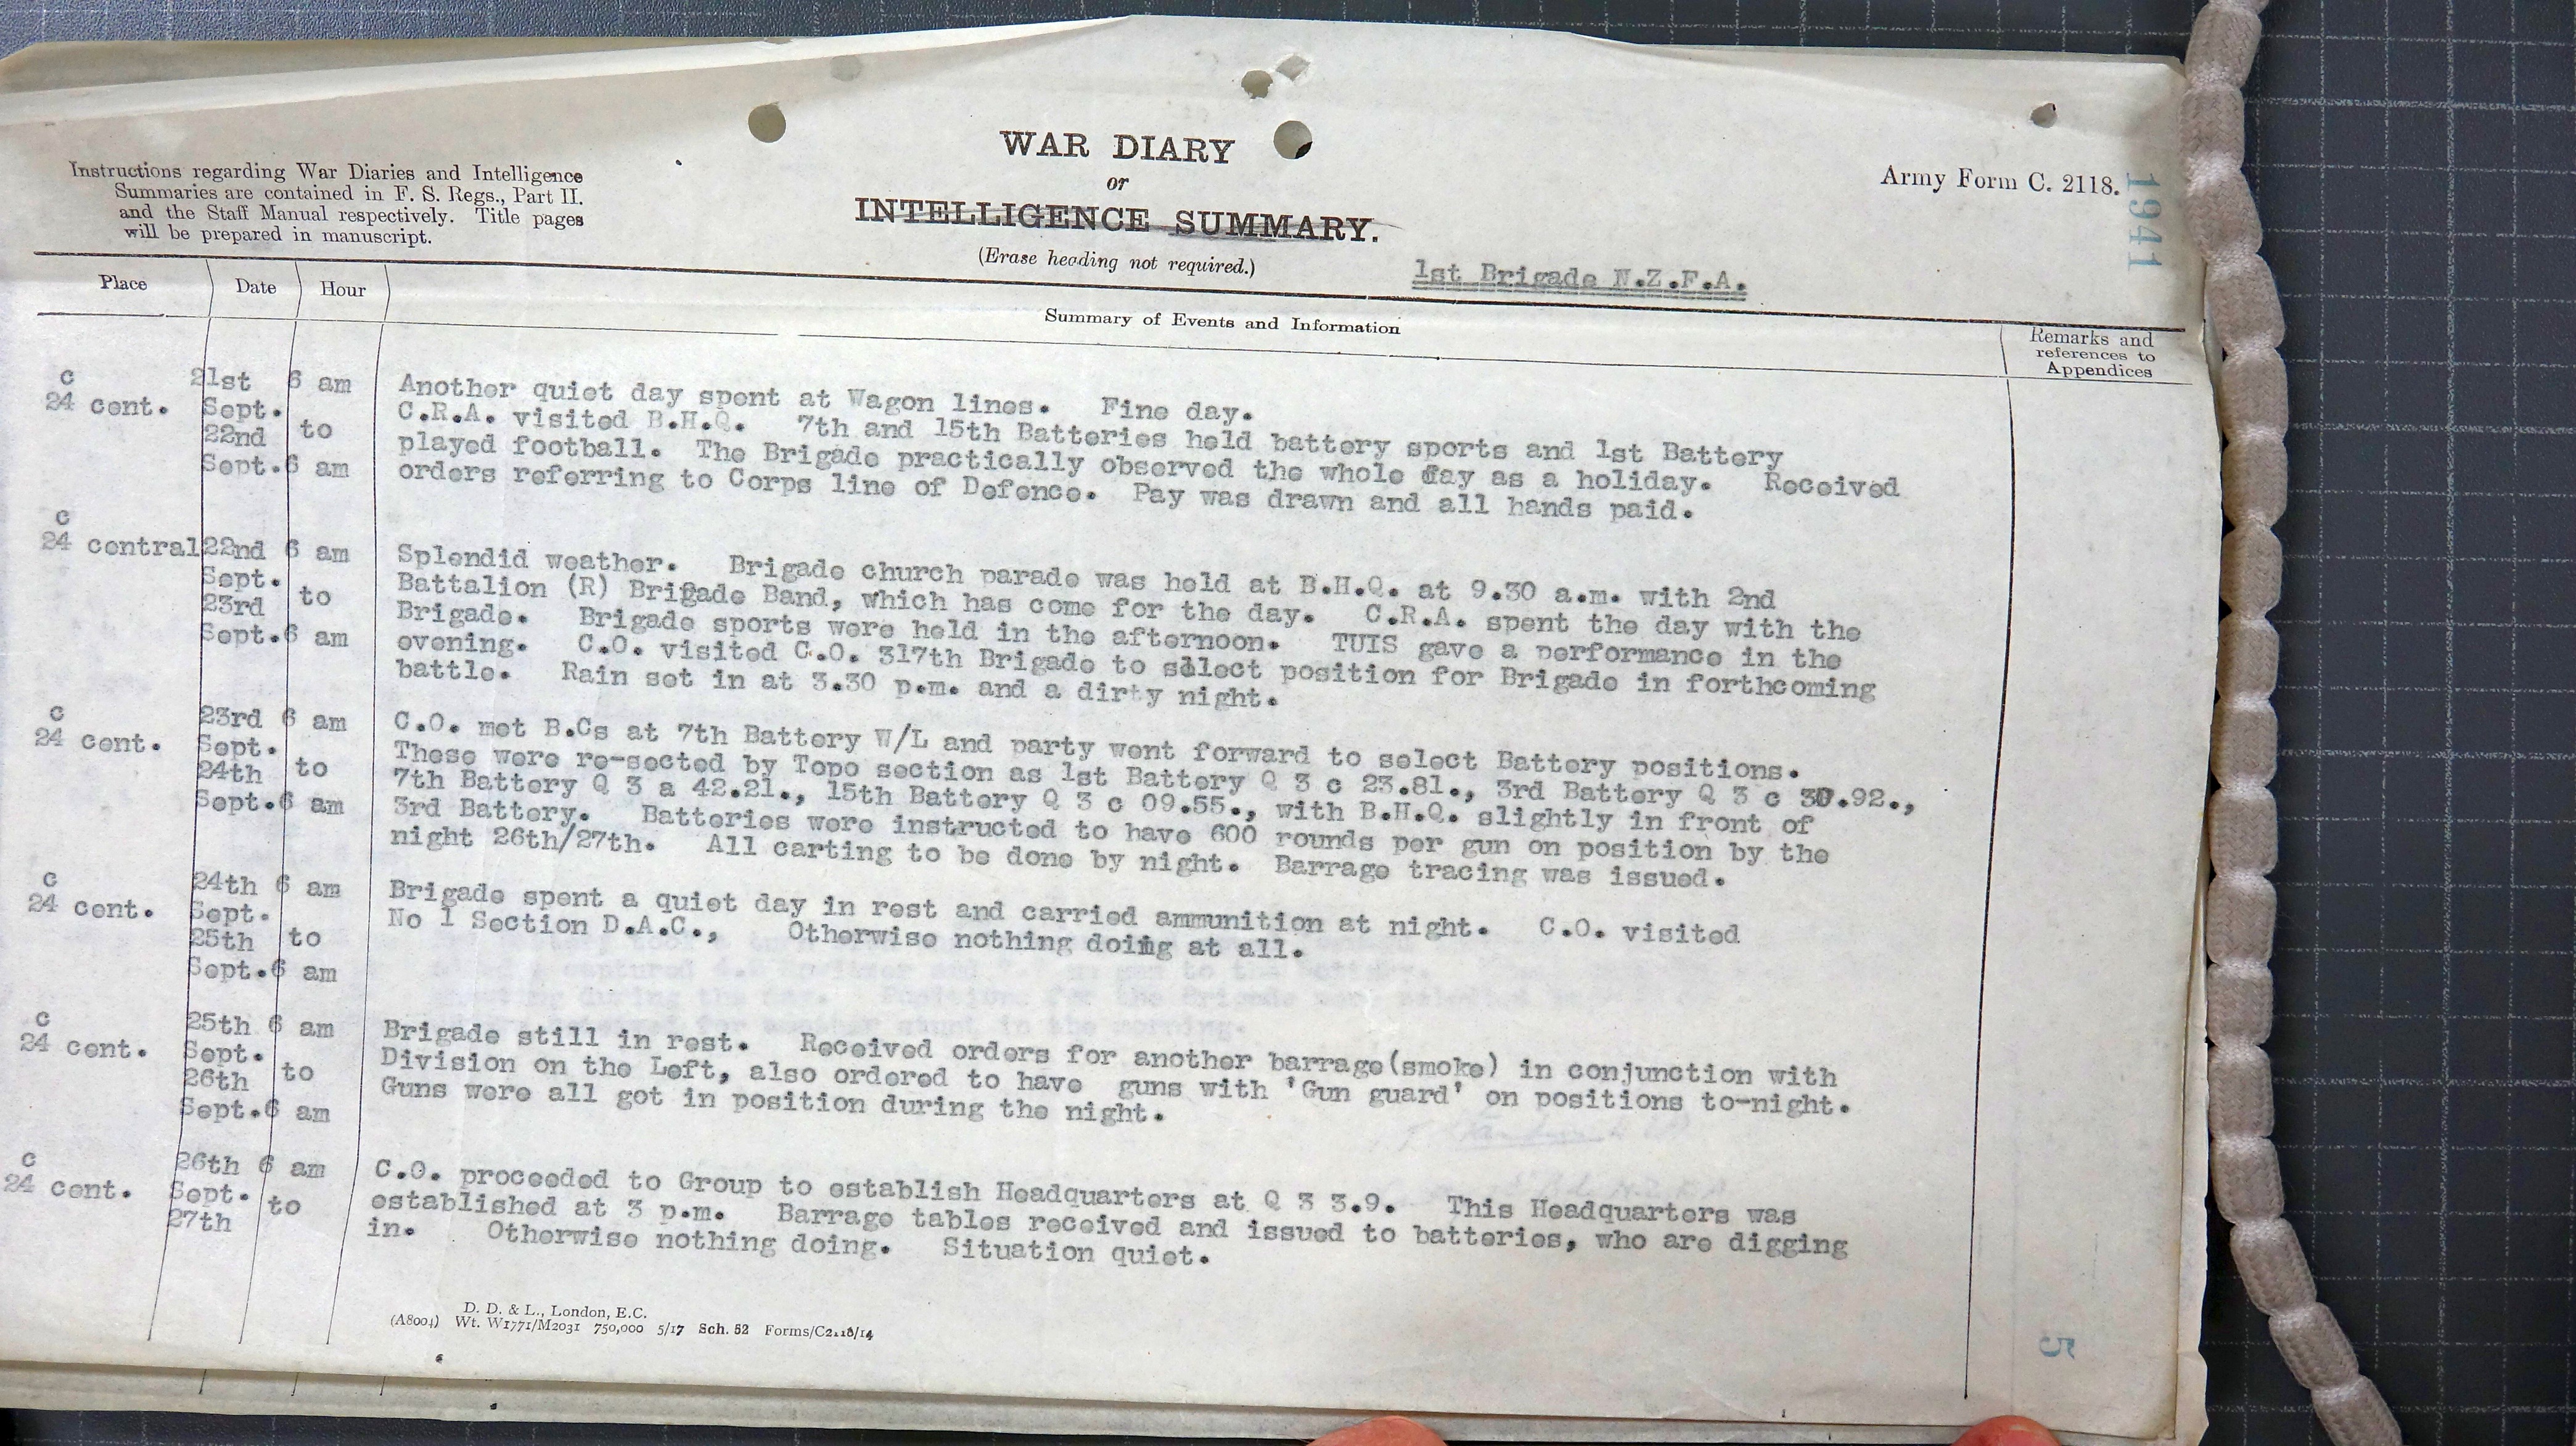 Instructions regarding War Diaries and Intelligence
Summaries are contained in F. S. Regs., Part II.
and the Staff Manual respectively. Title pages
will be prepared in manuscript.
WAR DIARY
or
INTELLIGENCE SUMMARY.
(Erase heading not required.)
1st Brigade N.Z.F.A.
Army Form C. 2118.
1941
Place Date Hour
Summary of Events and Information
Remarks and
references to
Appendices
c
24 cent.
21st 6 am
Sept.
22nd to
Sept. 6 am
Another quiet day spent at Wagon lines. Fine day.
C.R.A. visited B.H.Q. 7th and 15th Batteries held battery sports and 1st Battery
played football. The Brigade practically observed the whole day as a holiday. Received
orders referring to Corps line of Defence. Pay was drawn and all hands paid.
c
24 central
22nd 6 am
Sept.
23rd to
Sept. 6 am
Splendid weather. Brigade church parade was held at B.H.Q. at 9.30 a.m. with 2nd
Battalion (R) Brigade Band, which has come for the day. C.R.A. spent the day with the
Brigade. Brigade sports were held in the afternoon. TUIS gave a performance in the
evening. C.O. visited C.O. 317th Brigade to select position for Brigade in forthcoming
battle. Rain set in at 3.30 p.m. and a dirty night.
c
24 cent.
23rd 6 am
Sept.
24th to
Sept. 6 am
C.O. met B.Cs at 7th Battery W/L and party went forward to select Battery positions.
These were re-sected by Topo section as 1st Battery Q 3 c 23.81., 3rd Battery Q 3 c 30.92.,
7th Battery Q 3 a 42.21., 15th Battery Q 3 c 09.55., with B.H.Q. slightly in front of
3rd Battery. Batteries were instructed to have 600 rounds per gun on position by the
night 26th/27th. All carting to be done by night. Barrage tracing was issued.
c
24 cent.
24th 6 am
Sept.
25th to
Sept. 6 am
Brigade spent a quiet day in rest and carried ammunition at night. C.O. visited
No 1 Section D.A.C., Otherwise nothing doing at all.
c
24 cent.
25th 6 am
Sept.
26th to
Sept. 6 am
Brigade still in rest. Received orders for another barrage(smoke) in conjunction with
Division on the Left, also ordered to have guns with 'Gun guard' on positions to-night.
Guns were all got in position during the night.
c
24 cent.
26th 6 am
Sept.
27th to
C.O. proceeded to Group to establish Headquarters at Q 3 3.9. This Headquarters was
established at 3 p.m. Barrage tables received and issued to batteries, who are digging
in. Otherwise nothing doing. Situation quiet.
D. D. & L., London, E.C.
(A8004) Wt. W1771/M2031 750,000 5/17 Sch. 52 Forms/C2118/14
5